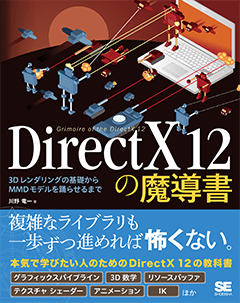 Grimoire of the DirectX 12
DirectX 12
の魔導書
3Dレンダリングの基礎から
MMDモデルを踊らせるまで
川野 竜一 著
複雑なライブラリも
一歩ずつ進めれば怖くない。
本気で学びたい人のためのDirectX 12の教科書
グラフィックスパイプライン 3D数学 リソースバッファ
テクスチャ シェーダー アニメーション IK ほか
SE
SHOEISHA